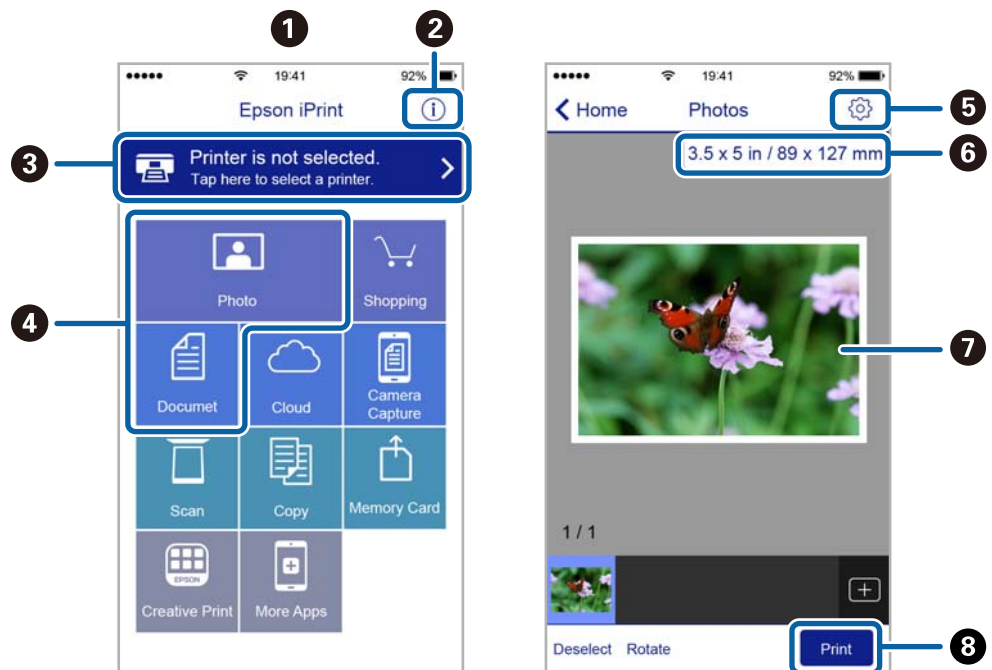 1
2
19:41
92%
Epson iPrint
i
3
Printer is not selected.
Tap here to select a printer.
4
Photo
Shopping
Documet
Cloud
Camera
Capture
Scan
Copy
Memory Card
EPSON
Creative Print
More Apps
19:41
92%
Home
Photos
5
3.5 x 5 in / 89 x 127 mm
6
7
1 / 1
Deselect
Rotate
Print
8